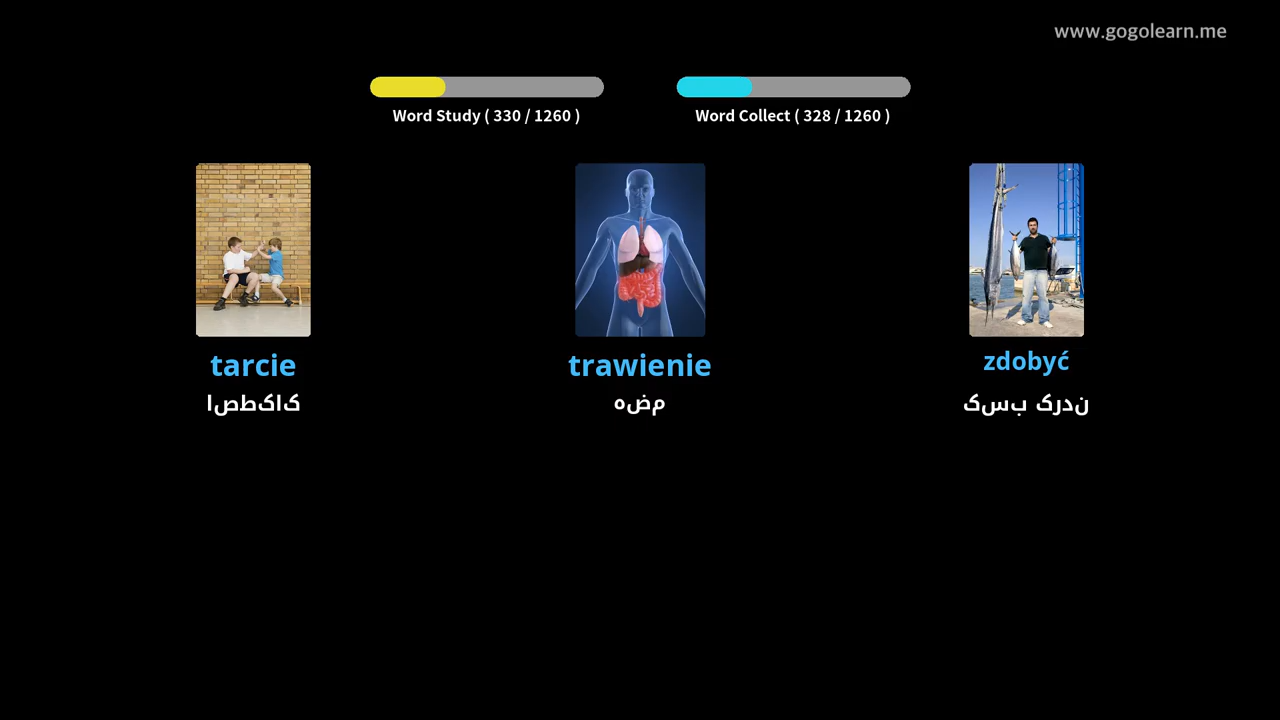 www.gogolearn.me
Word Study ( 330 / 1260 )
Word Collect ( 328 / 1260 )
tarcie
trawienie
zdobyć
اصطکاک
هضم
کسب کردن